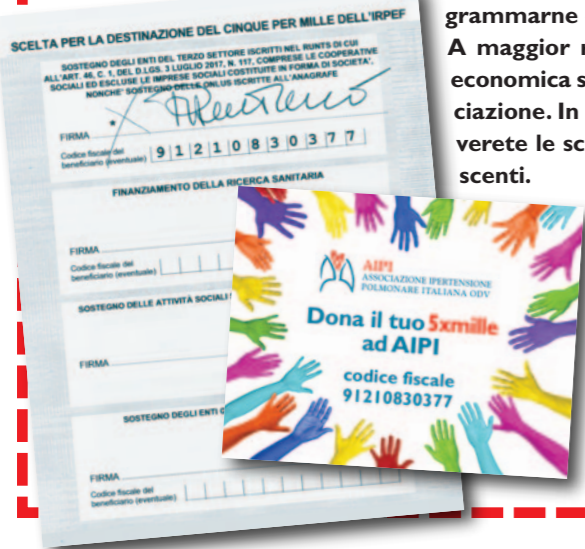 SCELTA PER LA DESTINAZIONE DEL CINQUE PER MILLE DELL'IRPEF
SOSTEGNO DEGLI ENTI DEL TERZO SETTORE ISCRITTI NEL RUNTS DI CUI
ALL'ART. 46, C. 1, DEL D.LGS. 3 LUGLIO 2017, N. 117, COMPRESE LE COOPERATIVE
SOCIALI ED ESCLUSE LE IMPRESE SOCIALI COSTITUITE IN FORMA DI SOCIETA',
NONCHE' SOSTEGNO DELLE ONLUS ISCRITTE ALL'ANAGRAFE
FIRMA
Codice fiscale del
beneficiario (eventuale)
9 1 2 1 0 8 3 0 3 7 7
FINANZIAMENTO DELLA RICERCA SANITARIA
FIRMA
Codice fiscale del
beneficiario (eventuale)
SOSTEGNO DELLE ATTIVITÀ SOCIALI
FIRMA
SOSTEGNO DEGLI ENTI
FIRMA
Codice fiscale del
beneficiario (eventuale)
AIPI
ASSOCIAZIONE IPERTENSIONE
POLMONARE ITALIANA ODV
Dona il tuo 5xmille
ad AIPI
codice fiscale
91210830377
grammarne
A maggior
economica
ciazione. In
verete le
scenti.